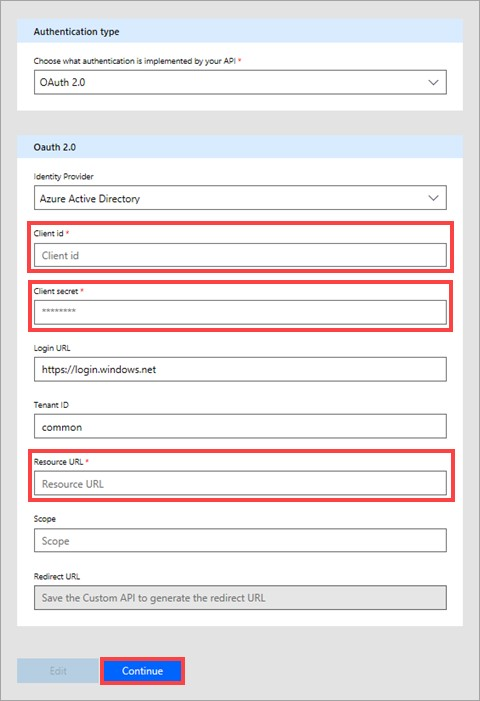 Authentication type
Choose what authentication is implemented by your API *
OAuth 2.0
Oauth 2.0
Identity Provider
Azure Active Directory
Client id *
Client id
Client secret *
********
Login URL
https://login.windows.net
Tenant ID
common
Resource URL *
Resource URL
Scope
Scope
Redirect URL
Save the Custom API to generate the redirect URL
Edit
Continue